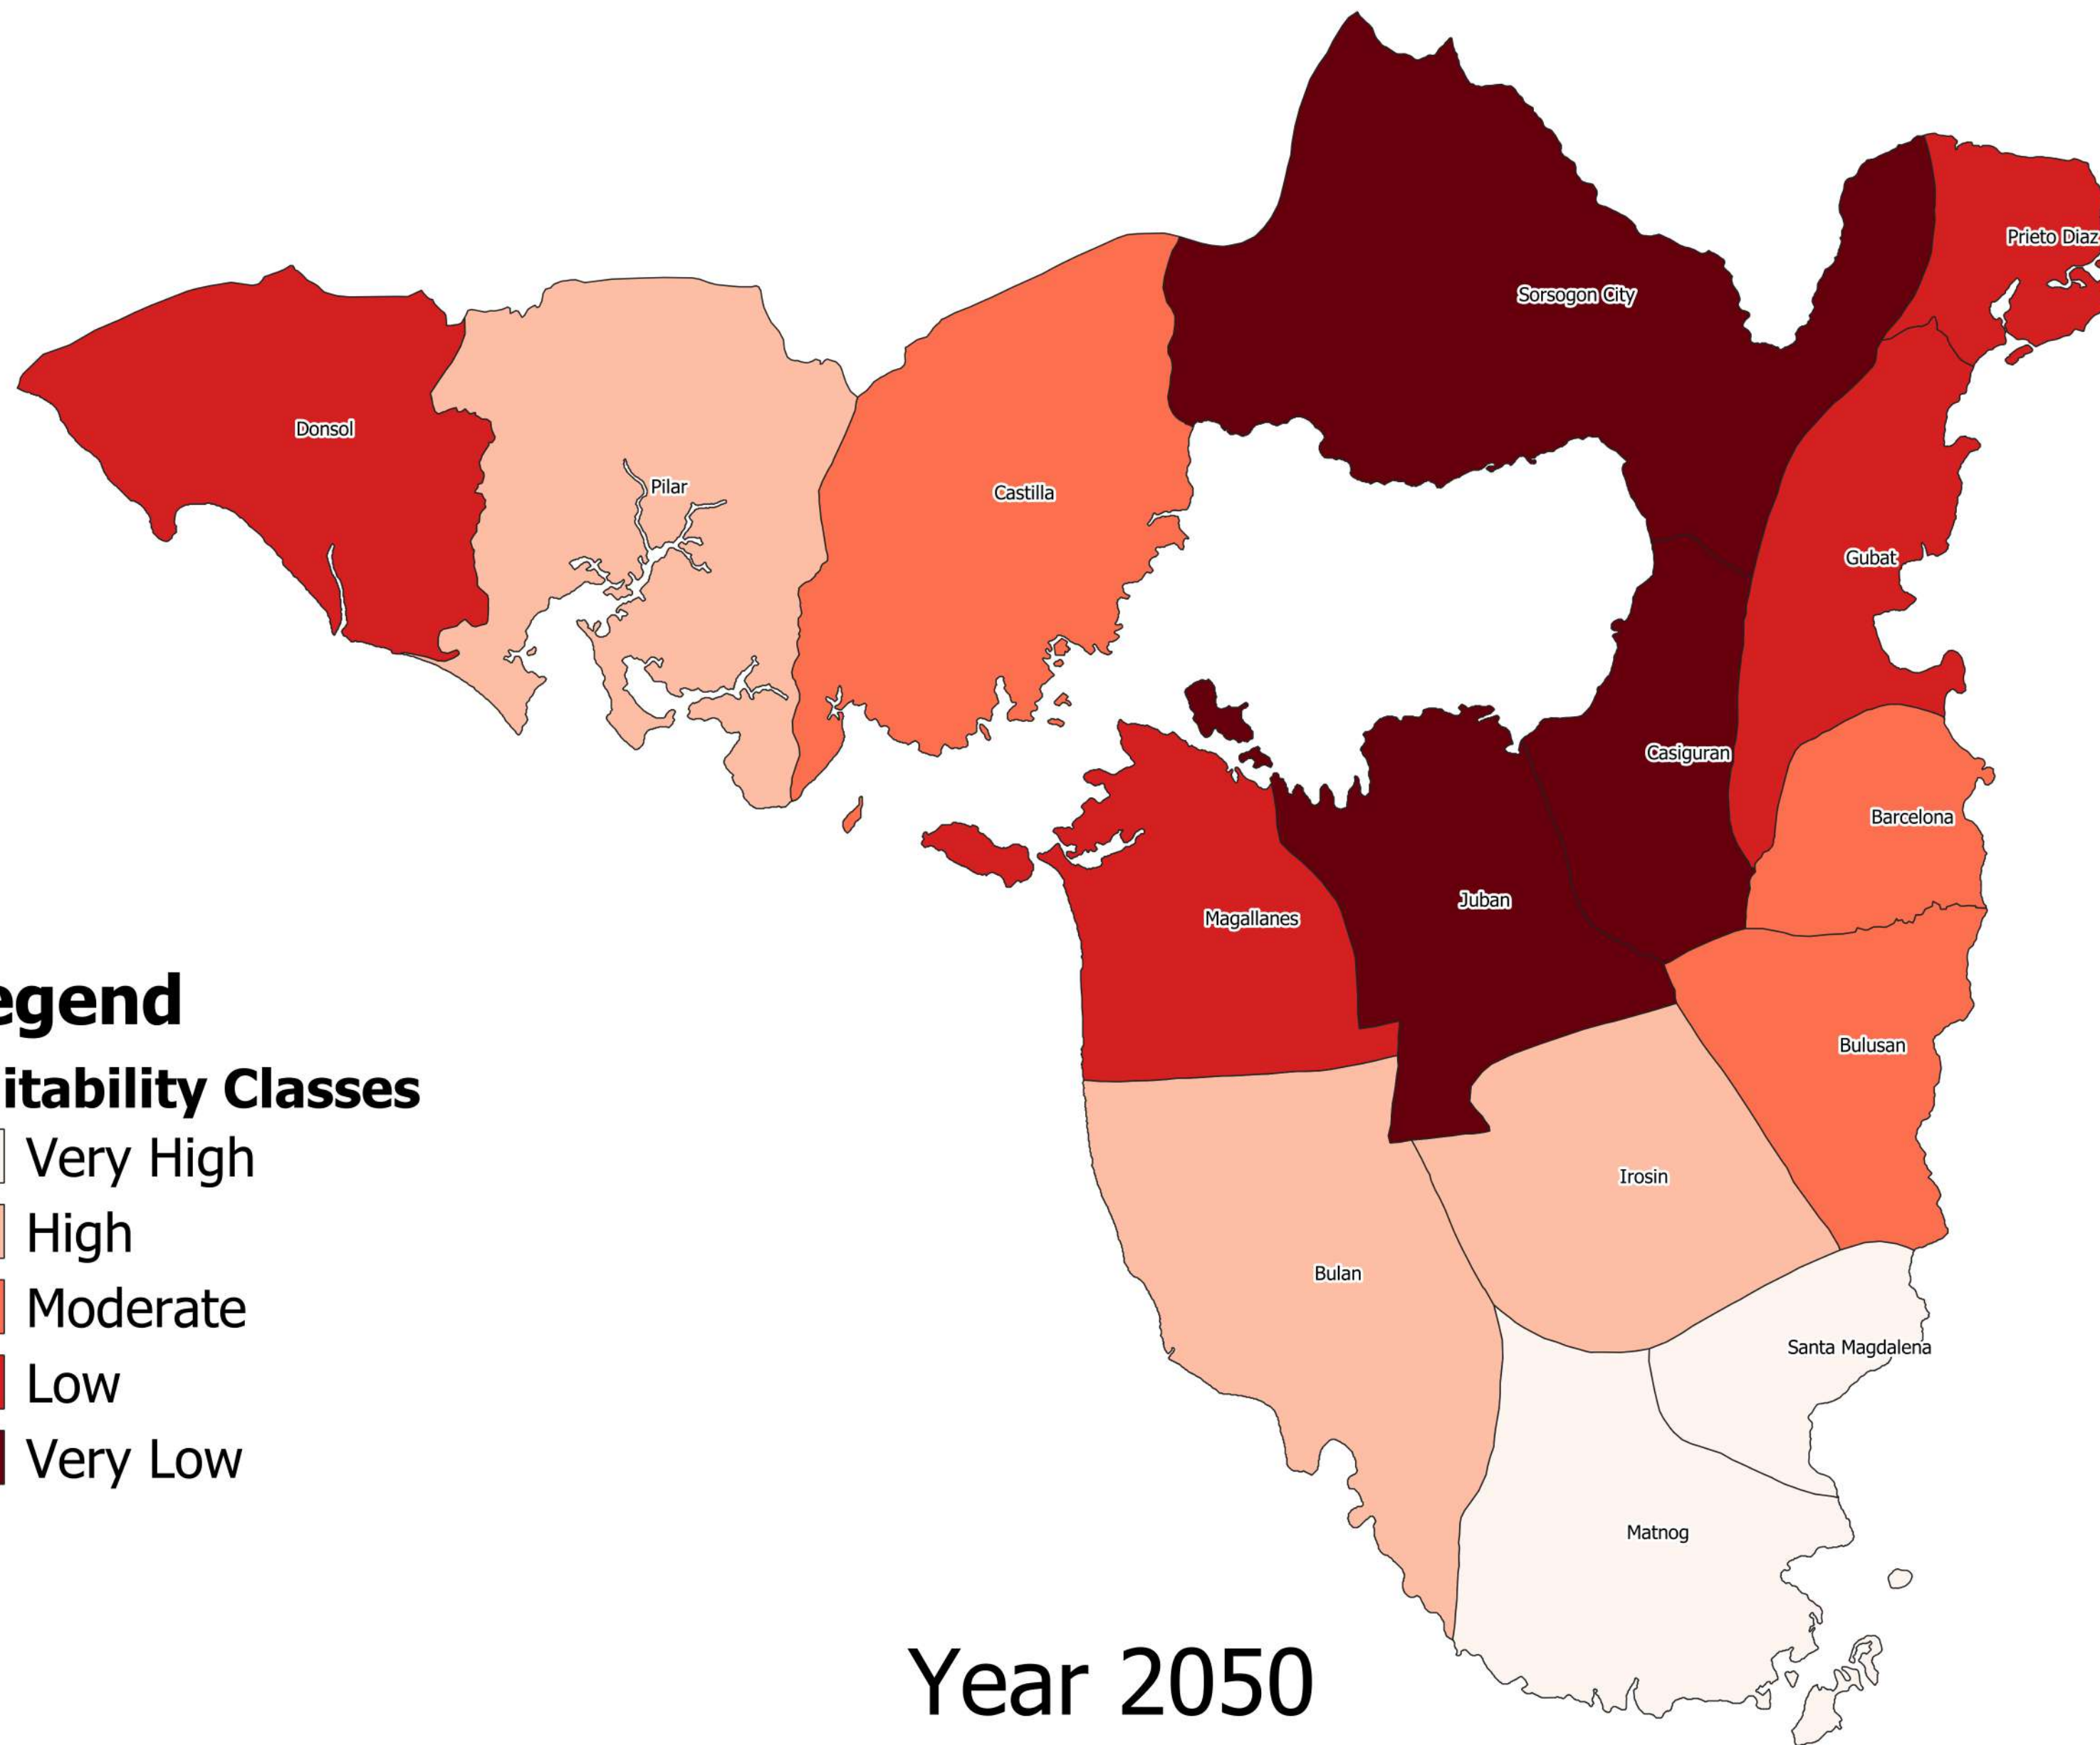 Prieto Diaz
Sorsogon City
Donsol
Pilar
Castilla
Gubat
Casiguran
Barcelona
Juban
Magallanes
Bulusan
Irosin
Bulan
Santa Magdalena
Matnog
egend
itability Classes
Very High
High
Moderate
Low
Very Low
Year 2050